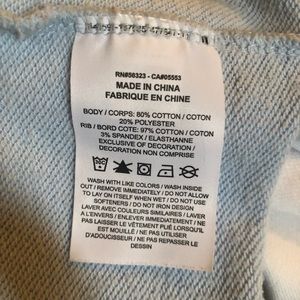 RN#56323 - CA#05553
MADE IN CHINA
FABRIQUE EN CHINE
BODY / CORPS: 80% COTTON / COTON
20% POLYESTER
RIB / BORD COTE: 97% COTTON / COTON
3% SPANDEX / ELASTHANNE
EXCLUSIVE OF DECORATION /
DECORATION NON COMPRISE
WASH WITH LIKE COLORS / WASH INSIDE
OUT / REMOVE IMMEDIATELY / DO NOT ALLOW
TO LAY ON ITSELF WHEN WET / DO NOT USE
SOFTENERS / DO NOT IRON DESIGN /
LAVER AVEC COULEURS SIMILAIRES / LAVER
A L'ENVERS / RETIRER IMMEDIATEMENT / NE
PAS LAISSER LE VÊTEMENT PLIÉ LORSQU'IL
EST MOUILLÉ / NE PAS UTILISER
D'ADOUCISSEUR / NE PAS REPASSER LE
DESSIN